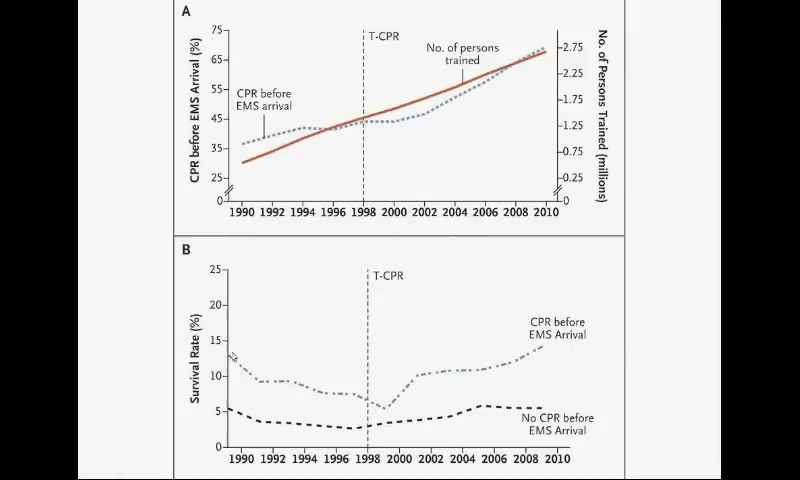 A
75
65
55
45
35
25
0
CPR before EMS Arrival (%)
T-CPR
No. of persons
trained
CPR before
EMS arrival
2.75
2.25
1.75
1.25
0.75
0.25
0
No. of Persons Trained (millions)
1990 1992 1994 1996 1998 2000 2002 2004 2006 2008 2010
B
25
20
15
10
5
0
Survival Rate (%)
T-CPR
CPR before
EMS Arrival
No CPR before
EMS Arrival
1990 1992 1994 1996 1998 2000 2002 2004 2006 2008 2010